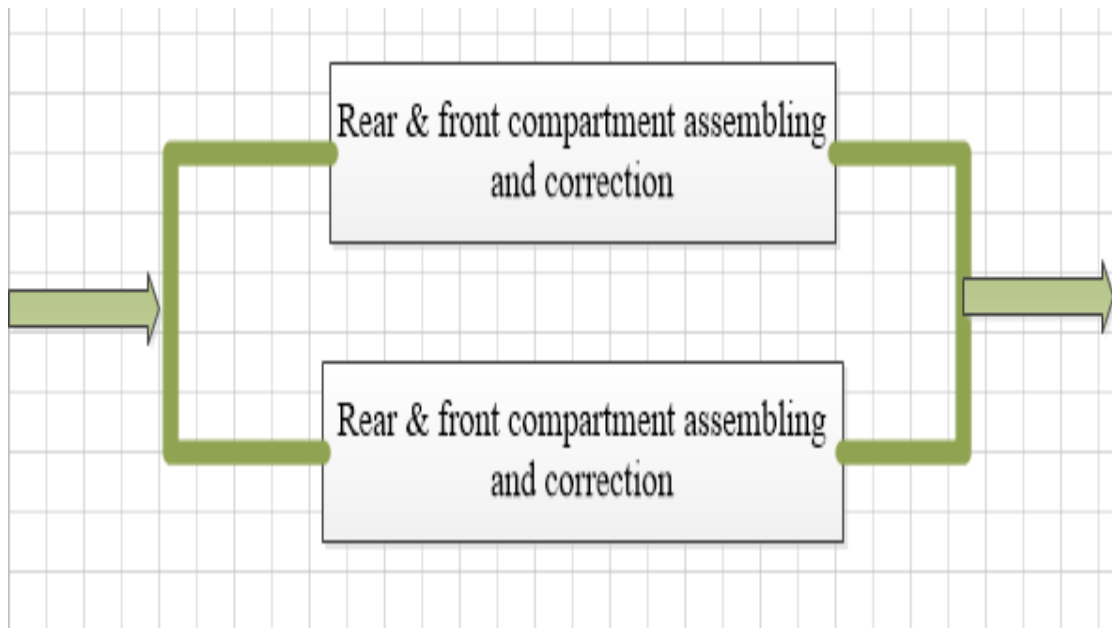 Rear & front compartment assembling
and correction
Rear & front compartment assembling
and correction